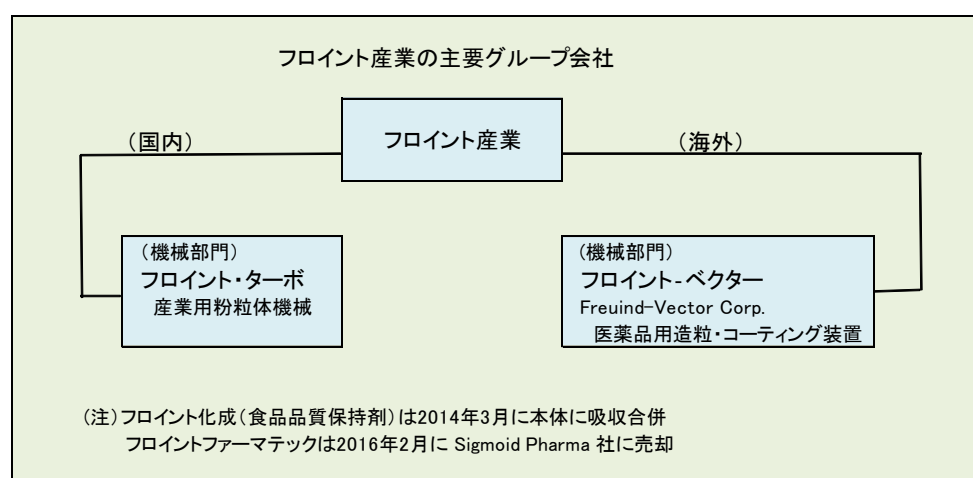 フロイント産業の主要グループ会社
フロイント産業
（国内）
（海外）
（機械部門）
フロイント・ターボ
産業用粉粒体機械
（機械部門）
フロイント-ベクター
Freuind-Vector Corp.
医薬品用造粒・コーティング装置
（注）フロイント化成（食品品質保持剤）は2014年3月に本体に吸収合併
フロイントファーマテックは2016年2月に Sigmoid Pharma 社に売却